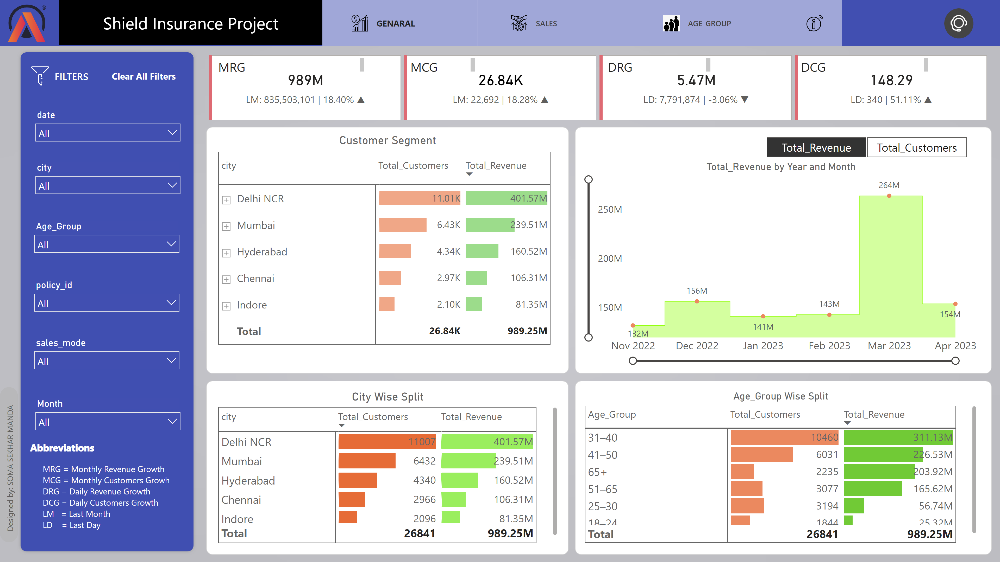 ®
Shield Insurance Project
GENARAL
SALES
AGE_GROUP
FILTERS
Clear All Filters
date
All
city
All
Age_Group
All
policy_id
All
sales_mode
All
Month
All
Abbreviations
MRG = Monthly Revenue Growth
MCG = Monthly Customers Growh
DRG = Daily Revenue Growth
DCG = Daily Customers Growth
LM = Last Month
LD = Last Day
Designed by: SOMA SEKHAR MANDA
MRG
989M
LM: 835,503,101 | 18.40% ▲
MCG
26.84K
LM: 22,692 | 18.28% ▲
DRG
5.47M
LD: 7,791,874 | -3.06% ▼
DCG
148.29
LD: 340 | 51.11% ▲
Customer Segment
city Total_Customers Total_Revenue
Delhi NCR 11.01K 401.57M
Mumbai 6.43K 239.51M
Hyderabad 4.34K 160.52M
Chennai 2.97K 106.31M
Indore 2.10K 81.35M
Total 26.84K 989.25M
Total_Revenue Total_Customers
Total_Revenue by Year and Month
250M
200M
150M
132M
156M
141M
143M
264M
154M
Nov 2022 Dec 2022 Jan 2023 Feb 2023 Mar 2023 Apr 2023
City Wise Split
city Total_Customers Total_Revenue
Delhi NCR 11007 401.57M
Mumbai 6432 239.51M
Hyderabad 4340 160.52M
Chennai 2966 106.31M
Indore 2096 81.35M
Total 26841 989.25M
Age_Group Wise Split
Age_Group Total_Customers Total_Revenue
31–40 10460 311.13M
41–50 6031 226.53M
65+ 2235 203.92M
51–65 3077 165.62M
25–30 3194 56.74M
18–24 1844 25.32M
Total 26841 989.25M